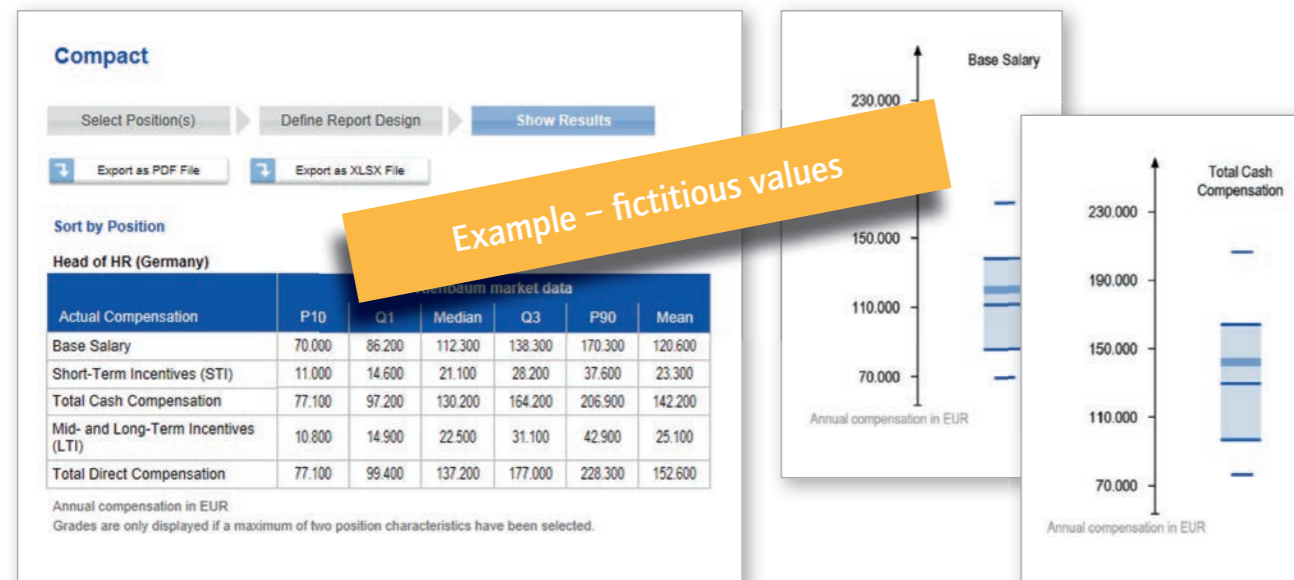 Compact
Select Position(s) Define Report Design Show Results
Export as PDF File Export as XLSX File
Example – fictitious values
Sort by Position
Head of HR (Germany)
market data
Actual Compensation P10 Q1 Median Q3 P90 Mean
Base Salary 70.000 86.200 112.300 138.300 170.300 120.600
Short-Term Incentives (STI) 11.000 14.600 21.100 28.200 37.600 23.300
Total Cash Compensation 77.100 97.200 130.200 164.200 206.900 142.200
Mid- and Long-Term Incentives
(LTI) 10.800 14.900 22.500 31.100 42.900 25.100
Total Direct Compensation 77.100 99.400 137.200 177.000 228.300 152.600
Annual compensation in EUR
Grades are only displayed if a maximum of two position characteristics have been selected.
Base Salary
230.000
150.000
110.000
70.000
Annual compensation in EUR
Total Cash
Compensation
230.000
190.000
150.000
110.000
70.000
Annual compensation in EUR